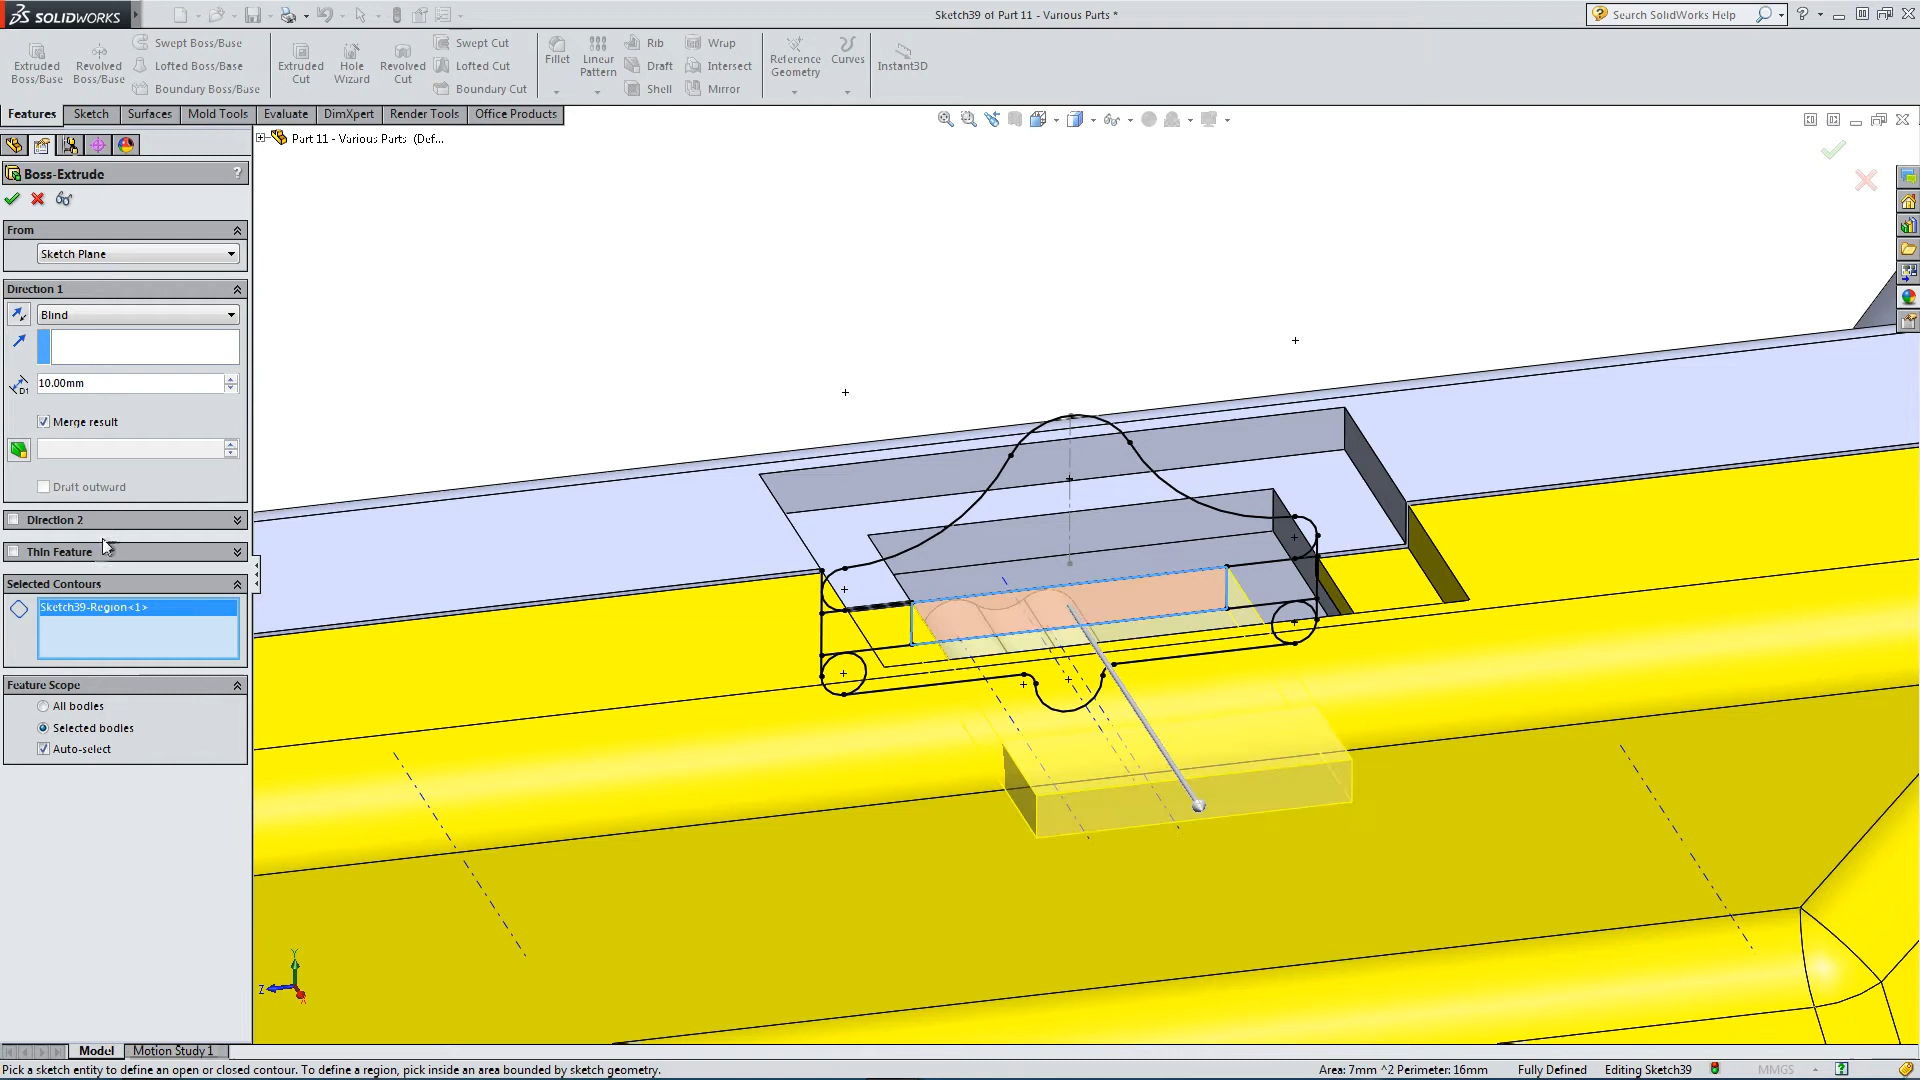 SOLIDWORKS
Sketch39 of Part 11 - Various Parts *
Search SolidWorks Help
Extruded Boss/Base
Revolved Boss/Base
Swept Boss/Base
Lofted Boss/Base
Boundary Boss/Base
Extruded Cut
Hole Wizard
Revolved Cut
Swept Cut
Lofted Cut
Boundary Cut
Fillet
Linear Pattern
Rib
Draft
Shell
Wrap
Intersect
Mirror
Reference Geometry
Curves
Instant3D
Features
Sketch
Surfaces
Mold Tools
Evaluate
DimXpert
Render Tools
Office Products
Part 11 - Various Parts (Def...
Boss-Extrude
?
From
Sketch Plane
Direction 1
Blind
D1
10.00mm
Merge result
Draft outward
Direction 2
Thin Feature
Selected Contours
Sketch39-Region<1>
Feature Scope
All bodies
Selected bodies
Auto-select
Y
Z
Model
Motion Study 1
Pick a sketch entity to define an open or closed contour. To define a region, pick inside an area bounded by sketch geometry.
Area: 7mm ^2 Perimeter: 16mm
Fully Defined
Editing Sketch39
MMGS